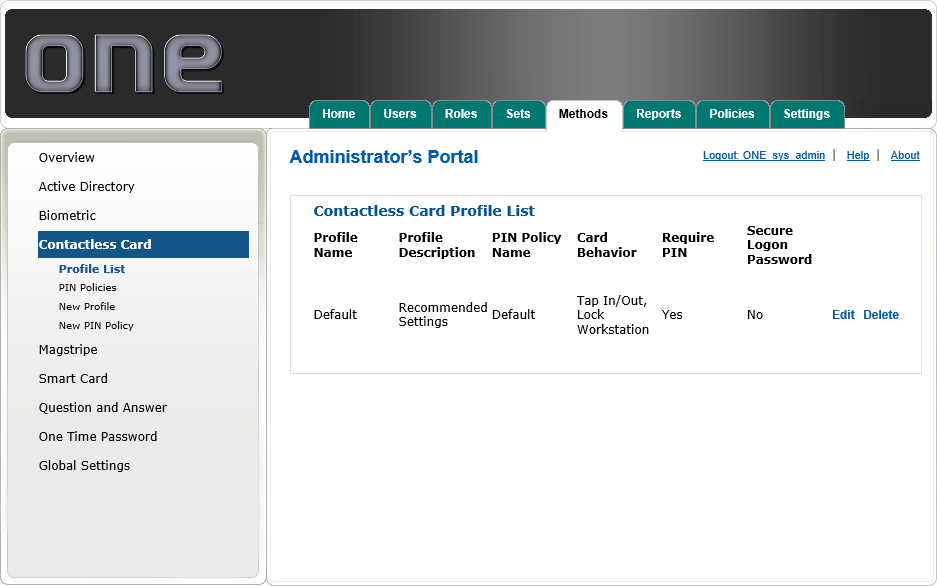 one
Home Users Roles Sets Methods Reports Policies Settings
Overview
Active Directory
Biometric
Contactless Card
Profile List
PIN Policies
New Profile
New PIN Policy
Magstripe
Smart Card
Question and Answer
One Time Password
Global Settings
Administrator's Portal
Logout: ONE_sys_admin | Help | About
Contactless Card Profile List
Profile Name
Profile Description
PIN Policy Name
Card Behavior
Require PIN
Secure Logon Password
Default
Recommended Settings
Default
Tap In/Out, Lock Workstation
Yes
No
Edit Delete